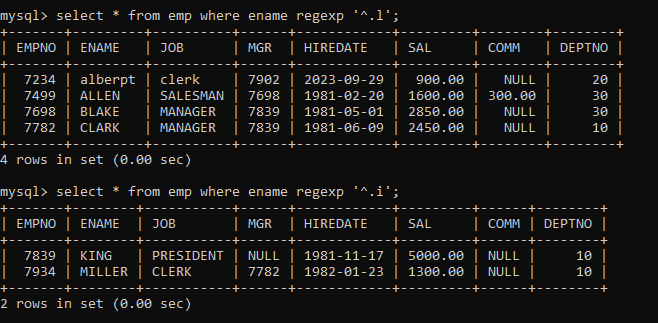 mysql> select * from emp where ename regexp '^.l';
+-------+---------+----------+------+------------+---------+--------+--------+
| EMPNO | ENAME   | JOB      | MGR  | HIREDATE   | SAL     | COMM   | DEPTNO |
+-------+---------+----------+------+------------+---------+--------+--------+
|  7234 | alberpt | clerk    | 7902 | 2023-09-29 |  900.00 |   NULL |     20 |
|  7499 | ALLEN   | SALESMAN | 7698 | 1981-02-20 | 1600.00 | 300.00 |     30 |
|  7698 | BLAKE   | MANAGER  | 7839 | 1981-05-01 | 2850.00 |   NULL |     30 |
|  7782 | CLARK   | MANAGER  | 7839 | 1981-06-09 | 2450.00 |   NULL |     10 |
+-------+---------+----------+------+------------+---------+--------+--------+
4 rows in set (0.00 sec)

mysql> select * from emp where ename regexp '^.i';
+-------+--------+-----------+------+------------+---------+------+--------+
| EMPNO | ENAME  | JOB       | MGR  | HIREDATE   | SAL     | COMM | DEPTNO |
+-------+--------+-----------+------+------------+---------+------+--------+
|  7839 | KING   | PRESIDENT | NULL | 1981-11-17 | 5000.00 | NULL |     10 |
|  7934 | MILLER | CLERK     | 7782 | 1982-01-23 | 1300.00 | NULL |     10 |
+-------+--------+-----------+------+------------+---------+------+--------+
2 rows in set (0.00 sec)